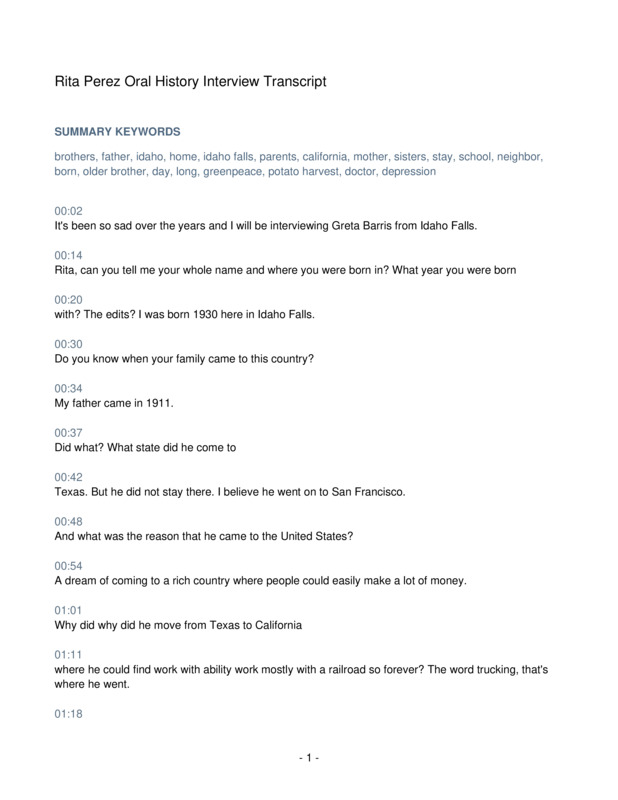 Rita Perez Oral History Interview Transcript
SUMMARY KEYWORDS
brothers, father, idaho, home, idaho falls, parents, california, mother, sisters, stay, school, neighbor,
born, older brother, day, long, greenpeace, potato harvest, doctor, depression
00:02
It's been so sad over the years and I will be interviewing Greta Barris from Idaho Falls.
00:14
Rita, can you tell me your whole name and where you were born in? What year you were born
00:20
with? The edits? I was born 1930 here in Idaho Falls.
00:30
Do you know when your family came to this country?
00:34
My father came in 1911.
00:37
Did what? What state did he come to
00:42
Texas. But he did not stay there. I believe he went on to San Francisco.
00:48
And what was the reason that he came to the United States?
00:54
A dream of coming to a rich country where people could easily make a lot of money.
01:01
Why did why did he move from Texas to California
01:11
where he could find work with ability work mostly with a railroad so forever? The word trucking, that's
where he went.
01:18
- 1 -